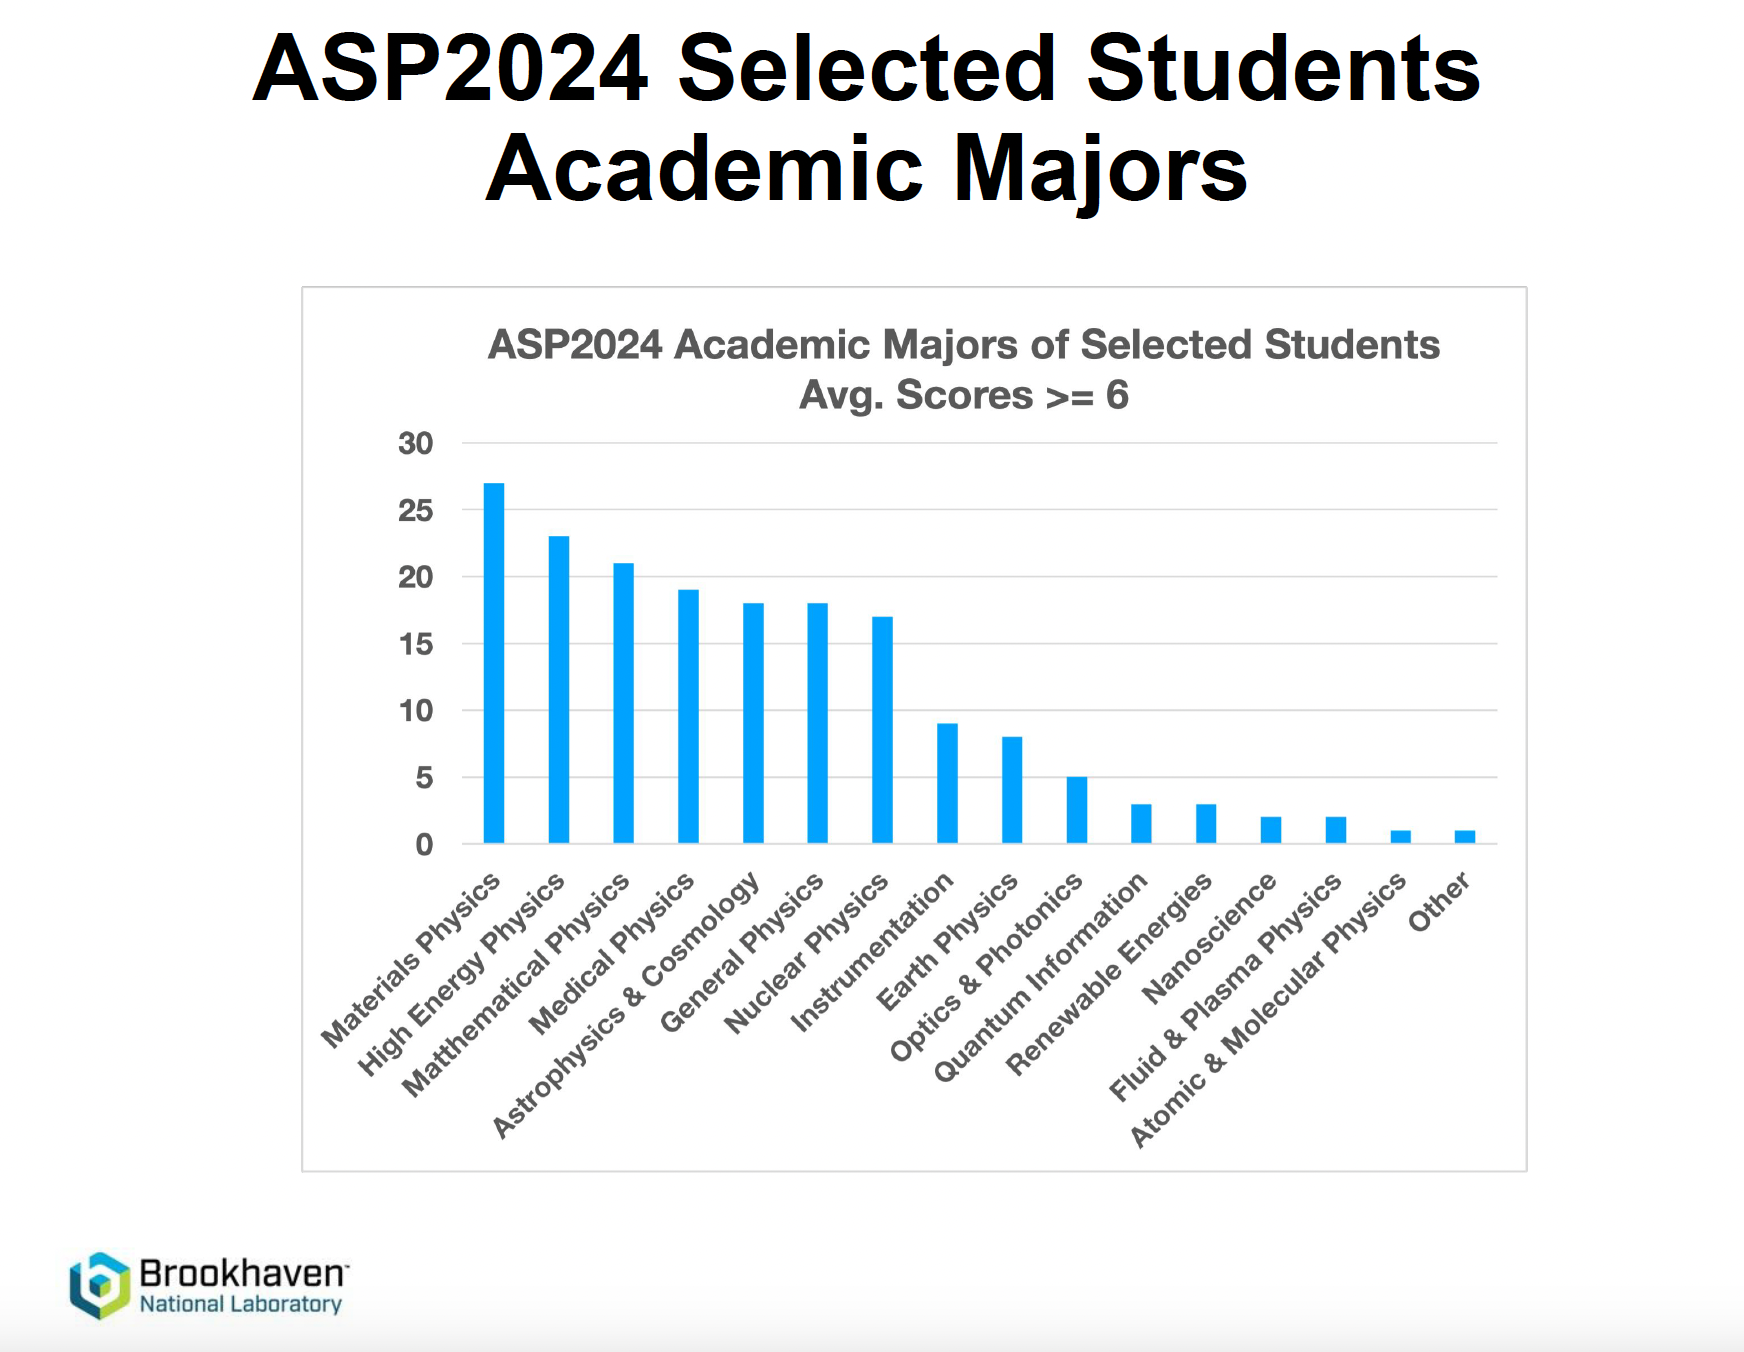 ASP2024 Selected Students
Academic Majors
ASP2024 Academic Majors of Selected Students
Avg. Scores >= 6
30
25
20
15
10
5
0
Materials Physics
High Energy Physics
Matthematical Physics
Medical Physics
Astrophysics & Cosmology
General Physics
Nuclear Physics
Instrumentation
Earth Physics
Optics & Photonics
Quantum Information
Renewable Energies
Nanoscience
Fluid & Plasma Physics
Atomic & Molecular Physics
Other
Brookhaven™
National Laboratory